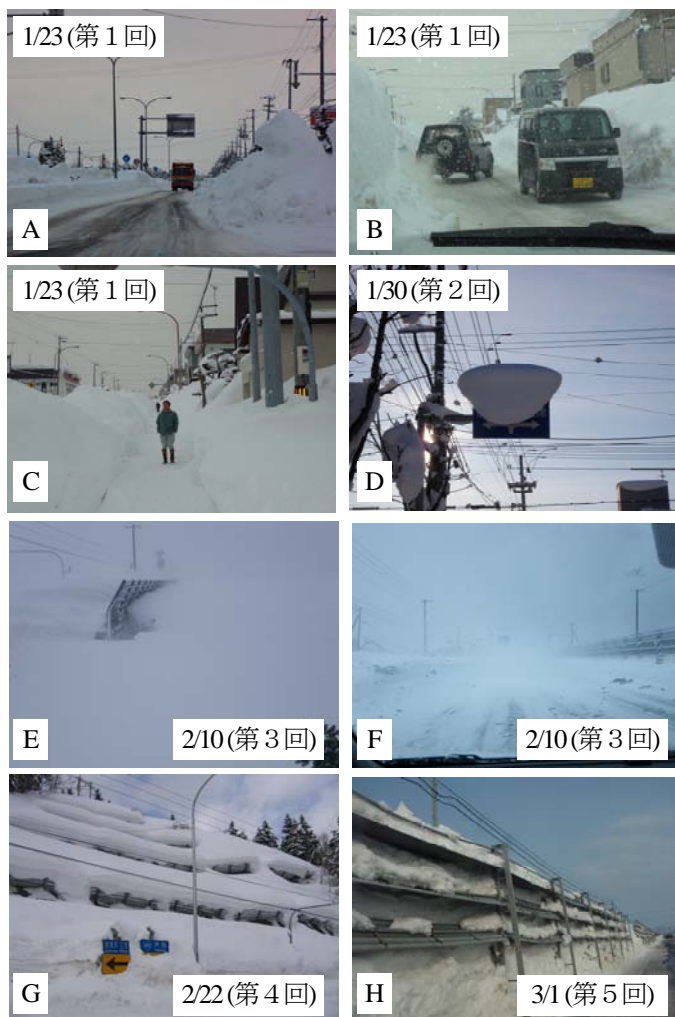 1/23 (第１回)
A
1/23 (第１回)
B
1/23 (第１回)
C
1/30 (第２回)
D
E
2/10 (第３回)
F
2/10 (第３回)
G
2/22 (第４回)
H
3/1 (第５回)